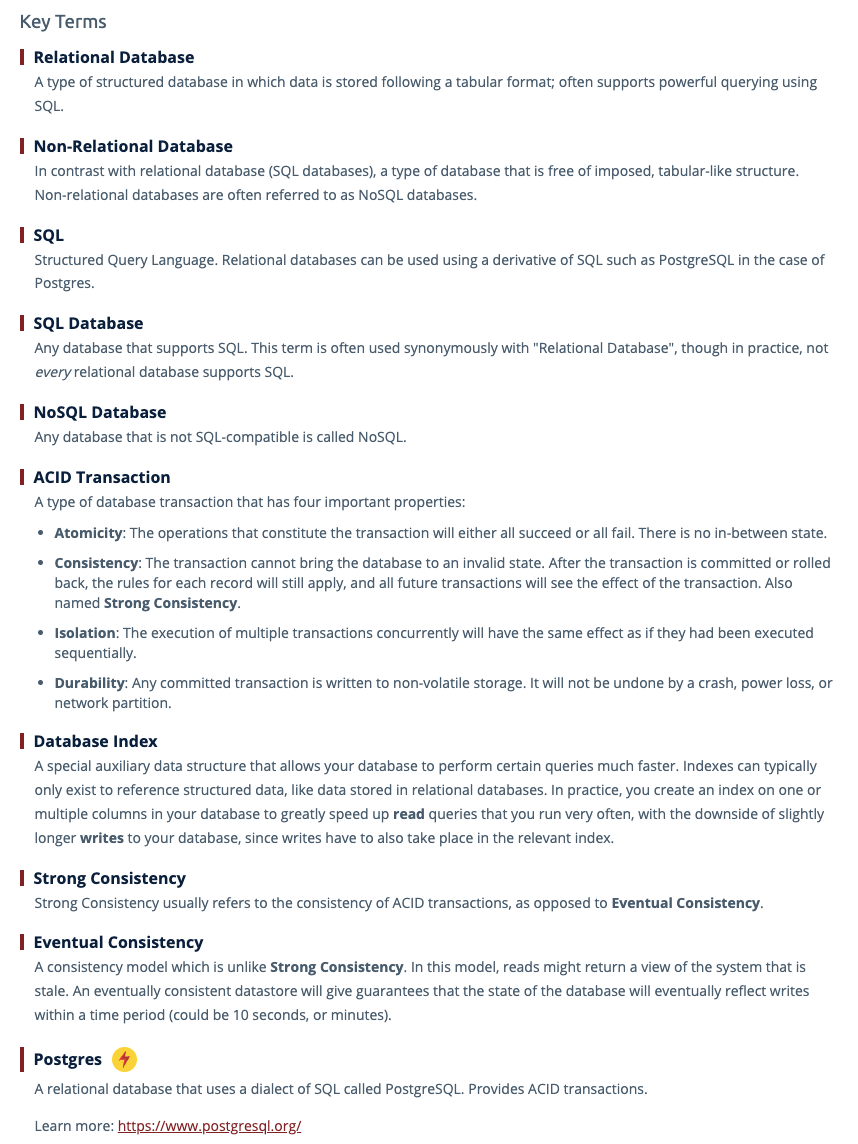 Key Terms
Relational Database
A type of structured database in which data is stored following a tabular format; often supports powerful querying using
SQL.
Non-Relational Database
In contrast with relational database (SQL databases), a type of database that is free of imposed, tabular-like structure.
Non-relational databases are often referred to as NoSQL databases.
SQL
Structured Query Language. Relational databases can be used using a derivative of SQL such as PostgreSQL in the case of
Postgres.
SQL Database
Any database that supports SQL. This term is often used synonymously with "Relational Database", though in practice, not
every relational database supports SQL.
NoSQL Database
Any database that is not SQL-compatible is called NoSQL.
ACID Transaction
A type of database transaction that has four important properties:
• Atomicity: The operations that constitute the transaction will either all succeed or all fail. There is no in-between state.
• Consistency: The transaction cannot bring the database to an invalid state. After the transaction is committed or rolled
back, the rules for each record will still apply, and all future transactions will see the effect of the transaction. Also
named Strong Consistency.
• Isolation: The execution of multiple transactions concurrently will have the same effect as if they had been executed
sequentially.
• Durability: Any committed transaction is written to non-volatile storage. It will not be undone by a crash, power loss, or
network partition.
Database Index
A special auxiliary data structure that allows your database to perform certain queries much faster. Indexes can typically
only exist to reference structured data, like data stored in relational databases. In practice, you create an index on one or
multiple columns in your database to greatly speed up read queries that you run very often, with the downside of slightly
longer writes to your database, since writes have to also take place in the relevant index.
Strong Consistency
Strong Consistency usually refers to the consistency of ACID transactions, as opposed to Eventual Consistency.
Eventual Consistency
A consistency model which is unlike Strong Consistency. In this model, reads might return a view of the system that is
stale. An eventually consistent datastore will give guarantees that the state of the database will eventually reflect writes
within a time period (could be 10 seconds, or minutes).
Postgres
A relational database that uses a dialect of SQL called PostgreSQL. Provides ACID transactions.
Learn more: https://www.postgresql.org/